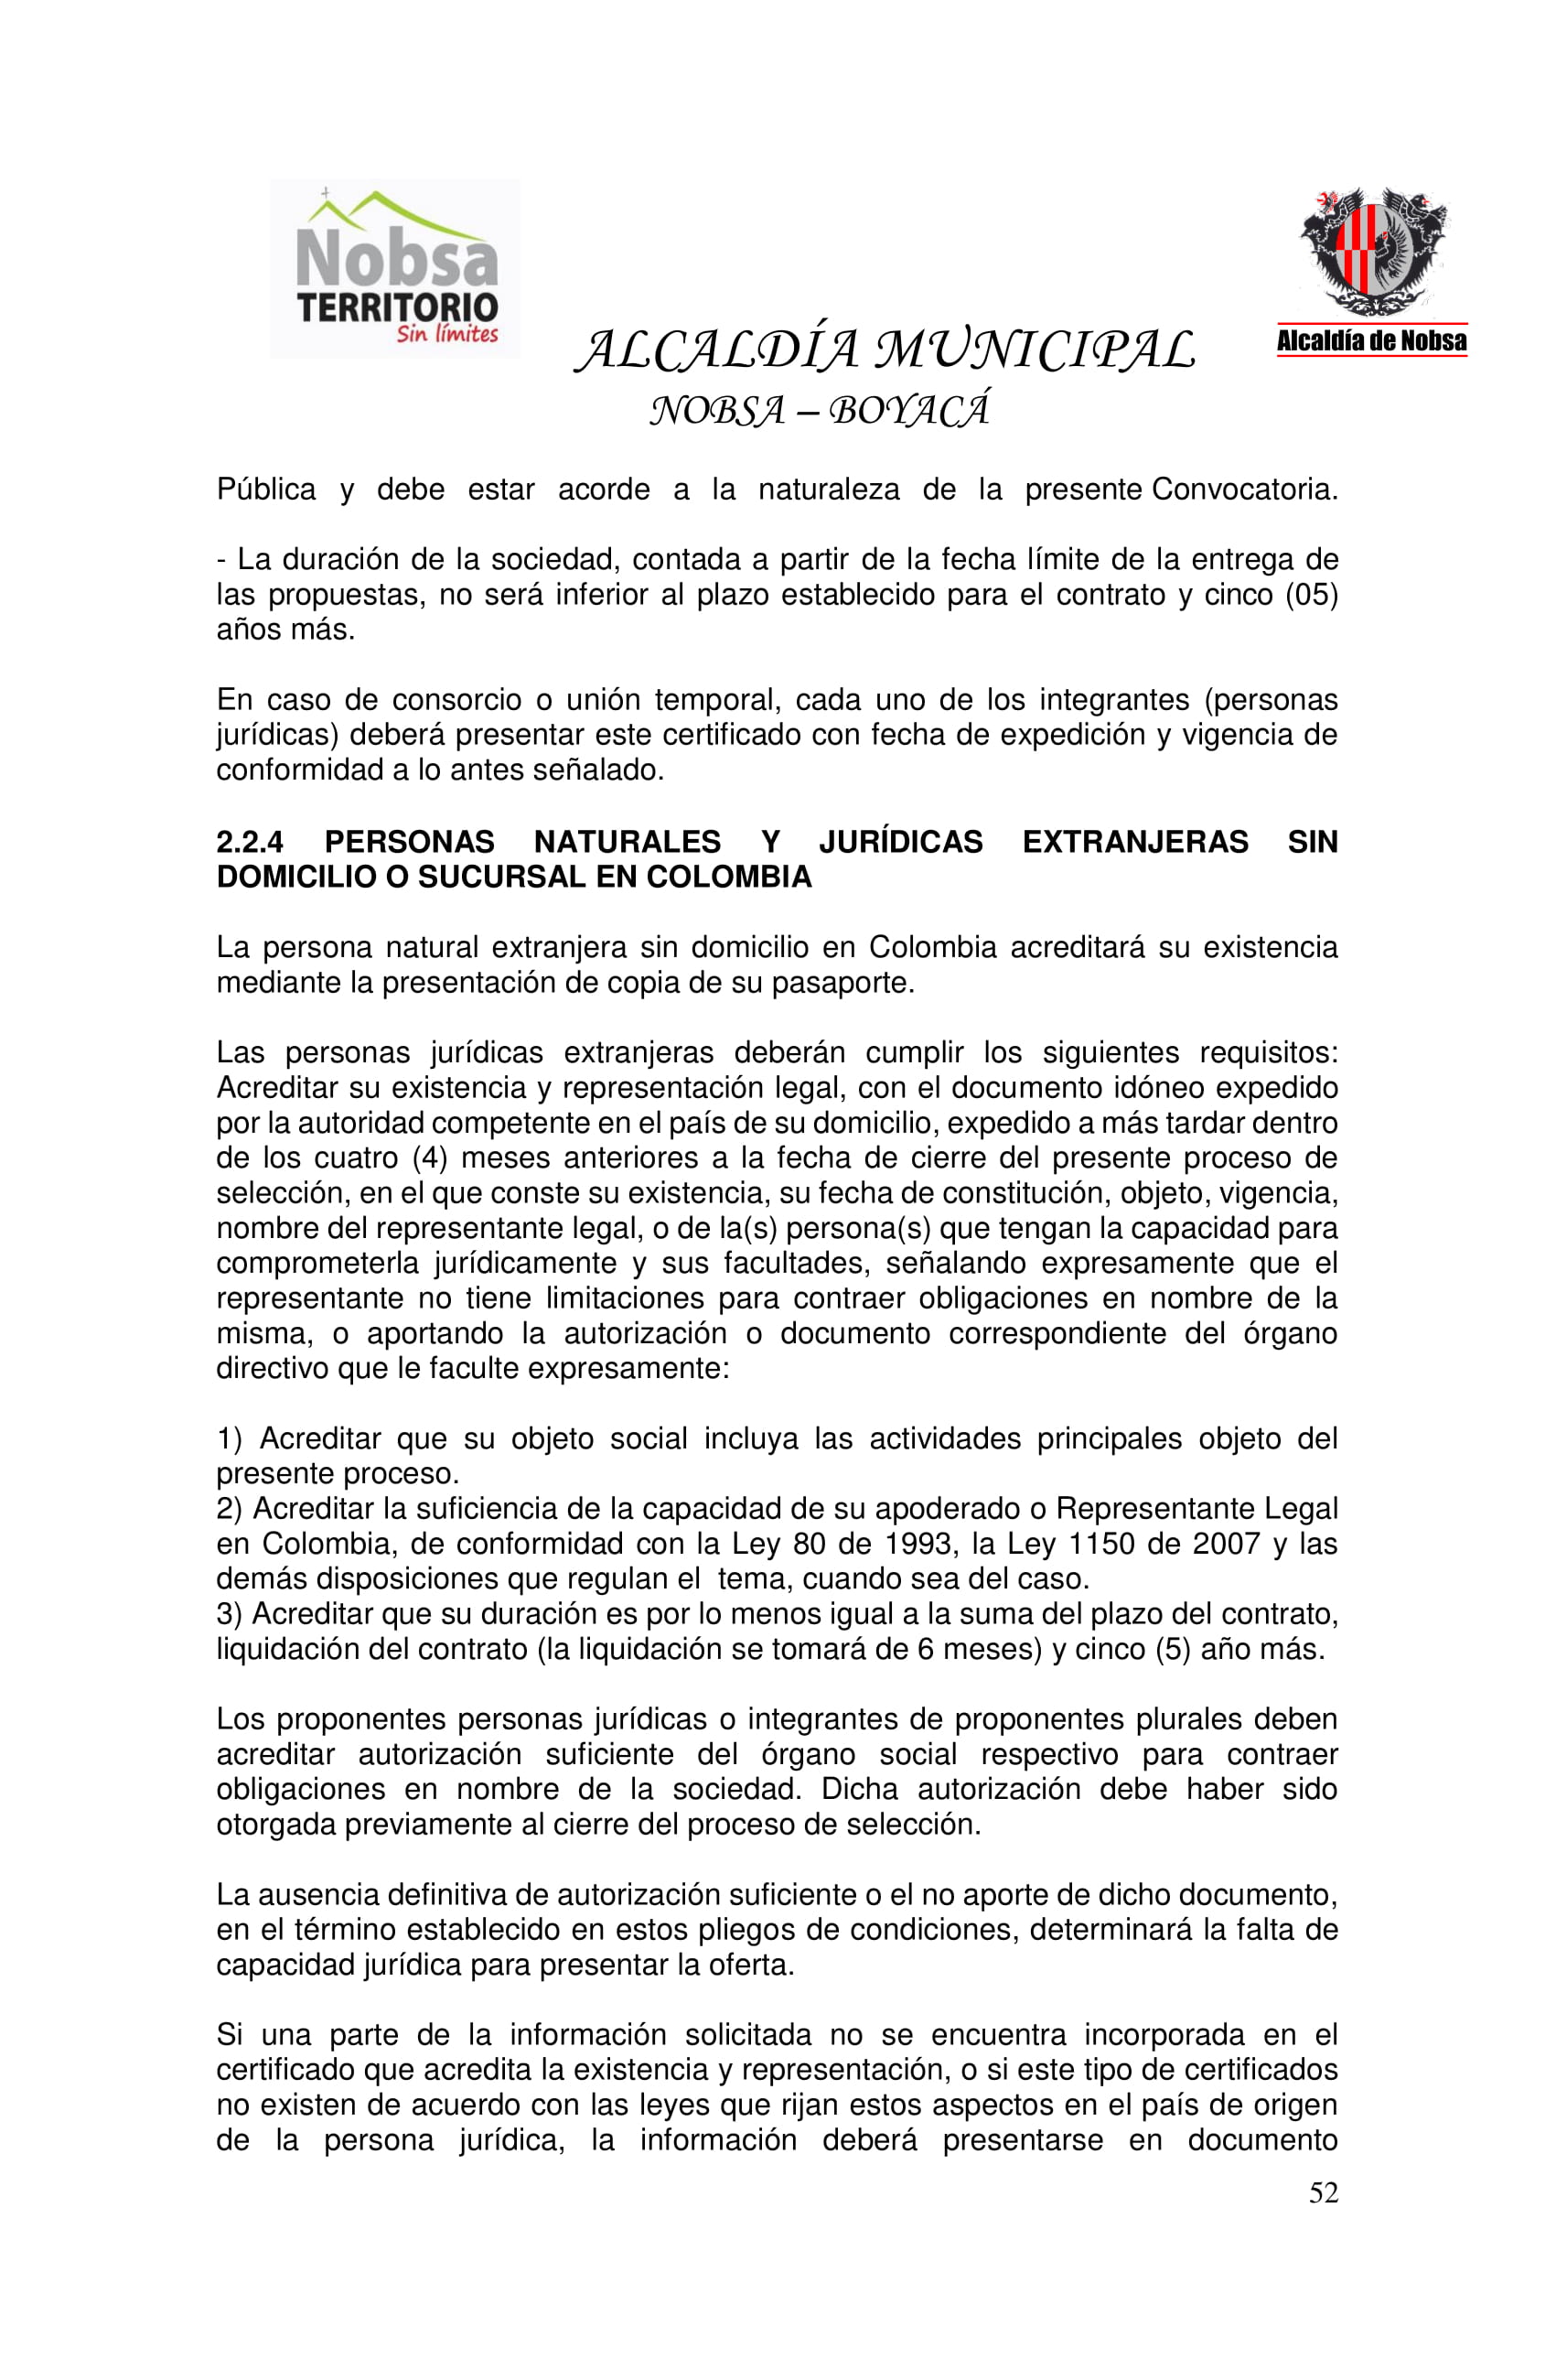 Nobsa
TERRITORIO
Sin límites
Alcaldía de Nobsa
ALCALDÍA MUNICIPAL
NOBSA – BOYACÁ
Pública y debe estar acorde a la naturaleza de la presente Convocatoria.
- La duración de la sociedad, contada a partir de la fecha límite de la entrega de
las propuestas, no será inferior al plazo establecido para el contrato y cinco (05)
años más.
En caso de consorcio o unión temporal, cada uno de los integrantes (personas
jurídicas) deberá presentar este certificado con fecha de expedición y vigencia de
conformidad a lo antes señalado.
2.2.4 PERSONAS NATURALES Y JURÍDICAS EXTRANJERAS SIN
DOMICILIO O SUCURSAL EN COLOMBIA
La persona natural extranjera sin domicilio en Colombia acreditará su existencia
mediante la presentación de copia de su pasaporte.
Las personas jurídicas extranjeras deberán cumplir los siguientes requisitos:
Acreditar su existencia y representación legal, con el documento idóneo expedido
por la autoridad competente en el país de su domicilio, expedido a más tardar dentro
de los cuatro (4) meses anteriores a la fecha de cierre del presente proceso de
selección, en el que conste su existencia, su fecha de constitución, objeto, vigencia,
nombre del representante legal, o de la(s) persona(s) que tengan la capacidad para
comprometerla jurídicamente y sus facultades, señalando expresamente que el
representante no tiene limitaciones para contraer obligaciones en nombre de la
misma, o aportando la autorización o documento correspondiente del órgano
directivo que le faculte expresamente:
1) Acreditar que su objeto social incluya las actividades principales objeto del
presente proceso.
2) Acreditar la suficiencia de la capacidad de su apoderado o Representante Legal
en Colombia, de conformidad con la Ley 80 de 1993, la Ley 1150 de 2007 y las
demás disposiciones que regulan el  tema, cuando sea del caso.
3) Acreditar que su duración es por lo menos igual a la suma del plazo del contrato,
liquidación del contrato (la liquidación se tomará de 6 meses) y cinco (5) año más.
Los proponentes personas jurídicas o integrantes de proponentes plurales deben
acreditar autorización suficiente del órgano social respectivo para contraer
obligaciones en nombre de la sociedad. Dicha autorización debe haber sido
otorgada previamente al cierre del proceso de selección.
La ausencia definitiva de autorización suficiente o el no aporte de dicho documento,
en el término establecido en estos pliegos de condiciones, determinará la falta de
capacidad jurídica para presentar la oferta.
Si una parte de la información solicitada no se encuentra incorporada en el
certificado que acredita la existencia y representación, o si este tipo de certificados
no existen de acuerdo con las leyes que rijan estos aspectos en el país de origen
de la persona jurídica, la información deberá presentarse en documento
52